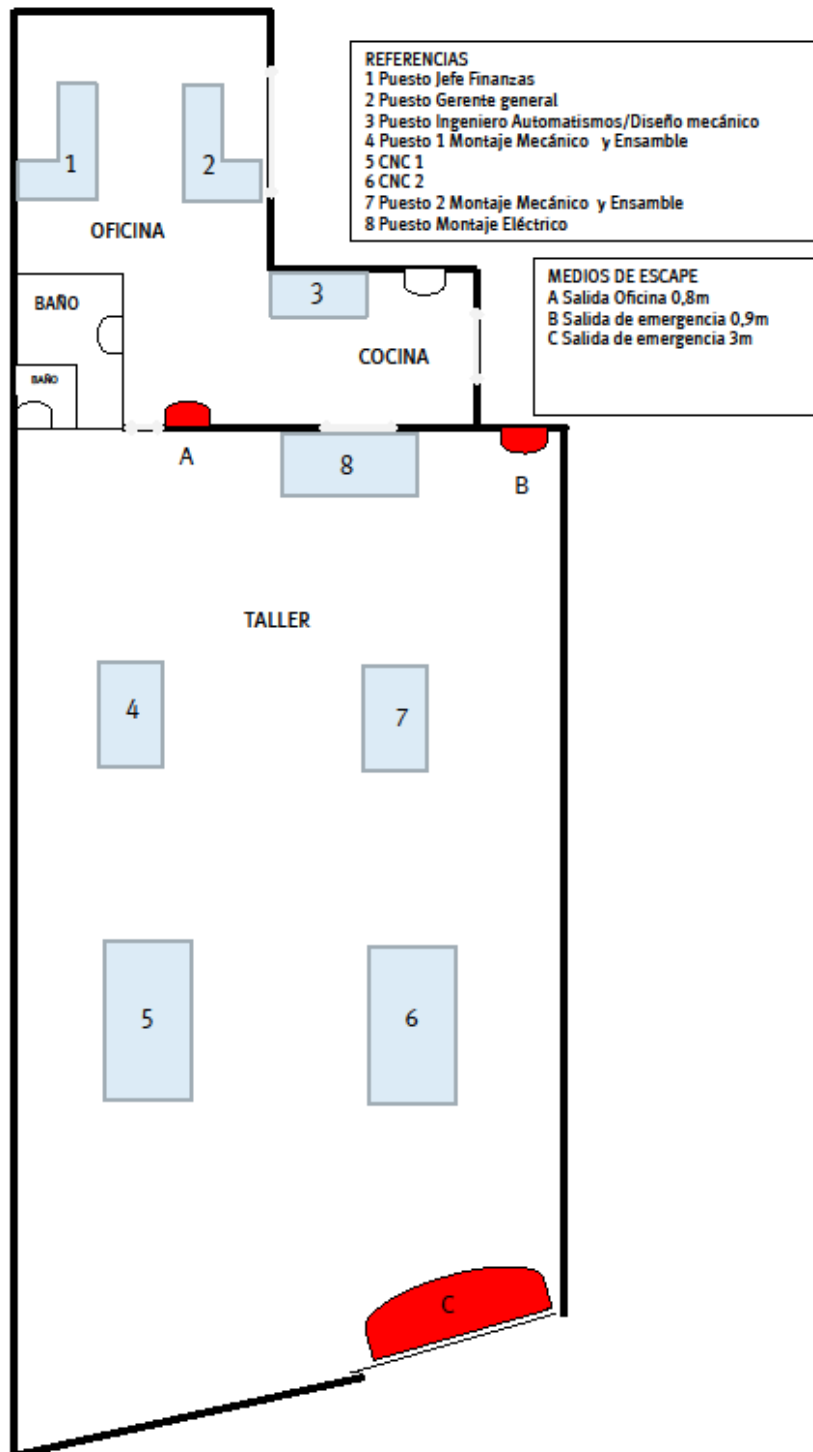 REFERENCIAS
1 Puesto Jefe Finanzas
2 Puesto Gerente general
3 Puesto Ingeniero Automatismos/Diseño mecánico
4 Puesto 1 Montaje Mecánico y Ensamble
5 CNC 1
6 CNC 2
7 Puesto 2 Montaje Mecánico y Ensamble
8 Puesto Montaje Eléctrico
1
2
OFICINA
MEDIOS DE ESCAPE
A Salida Oficina 0,8m
B Salida de emergencia 0,9m
C Salida de emergencia 3m
BAÑO
3
COCINA
BAÑO
A
8
B
TALLER
4
7
5
6
C